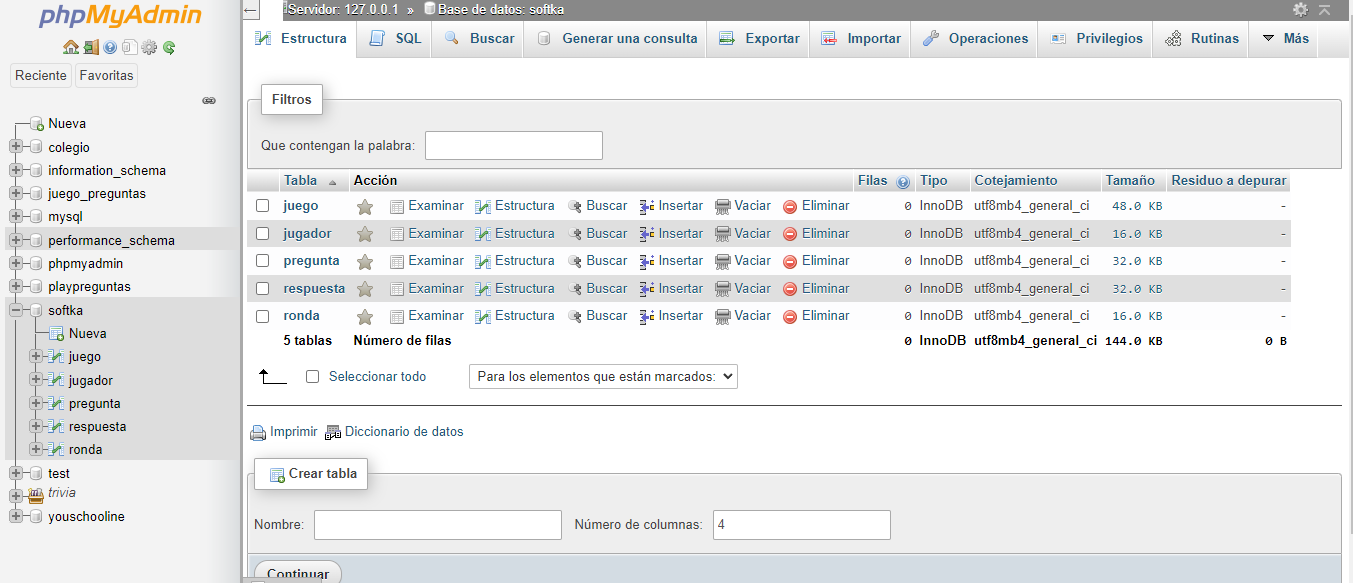 phpMyAdmin
Reciente Favoritas
Nueva
colegio
information_schema
juego_preguntas
mysql
performance_schema
phpmyadmin
playpreguntas
softka
Nueva
juego
jugador
pregunta
respuesta
ronda
test
trivia
youschooline
Servidor: 127.0.0.1 » Base de datos: softka
Estructura SQL Buscar Generar una consulta Exportar Importar Operaciones Privilegios Rutinas Más
Filtros
Que contengan la palabra:
Tabla Acción Filas Tipo Cotejamiento Tamaño Residuo a depurar
juego Examinar Estructura Buscar Insertar Vaciar Eliminar 0 InnoDB utf8mb4_general_ci 48.0 KB -
jugador Examinar Estructura Buscar Insertar Vaciar Eliminar 0 InnoDB utf8mb4_general_ci 16.0 KB -
pregunta Examinar Estructura Buscar Insertar Vaciar Eliminar 0 InnoDB utf8mb4_general_ci 32.0 KB -
respuesta Examinar Estructura Buscar Insertar Vaciar Eliminar 0 InnoDB utf8mb4_general_ci 32.0 KB -
ronda Examinar Estructura Buscar Insertar Vaciar Eliminar 0 InnoDB utf8mb4_general_ci 16.0 KB -
5 tablas Número de filas 0 InnoDB utf8mb4_general_ci 144.0 KB 0 B
Seleccionar todo Para los elementos que están marcados:
Imprimir Diccionario de datos
Crear tabla
Nombre: Número de columnas: 4
Continuar